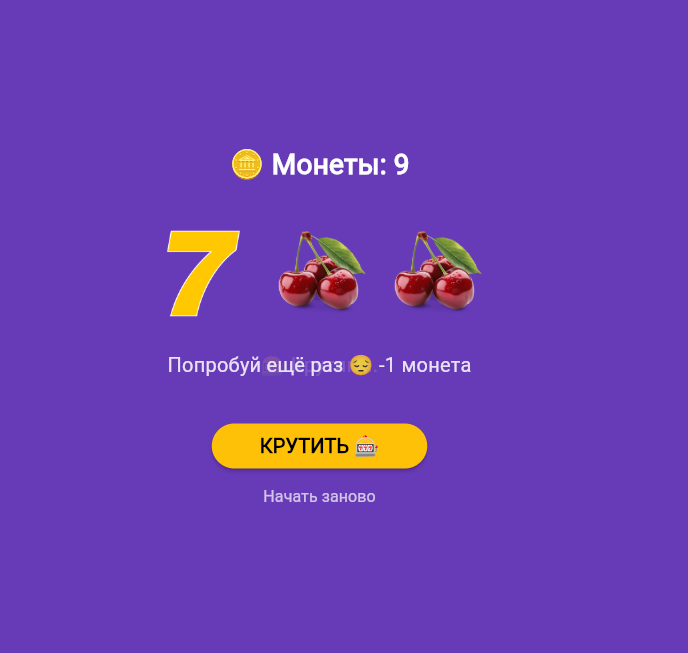 🪙 Монеты: 9
7
Попробуй ещё раз 😔 -1 монета
КРУТИТЬ 🎰
Начать заново